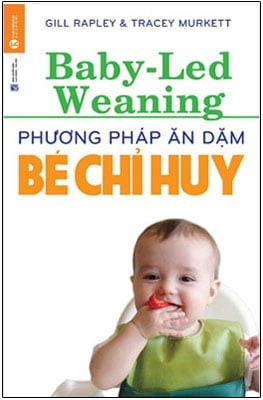 GILL RAPLEY & TRACEY MURKETT
Baby-Led
Weaning
PHƯƠNG PHÁP ĂN DẶM
BÉ CHỈ HUY